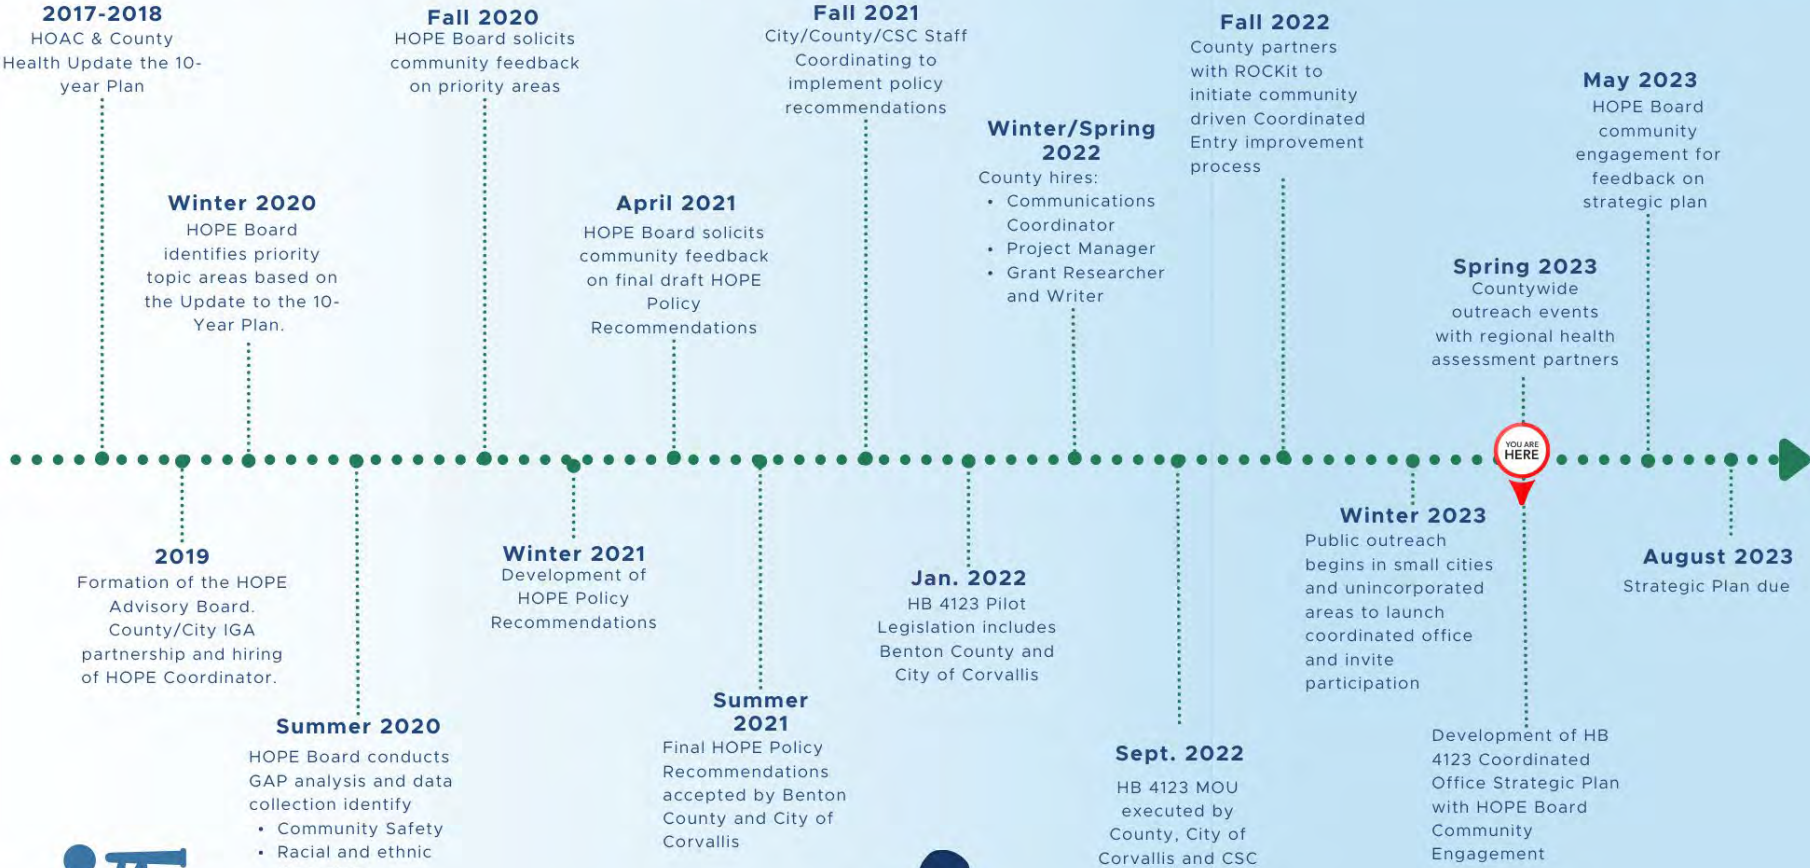 2017-2018
HOAC & County
Health Update the 10-
year Plan
Fall 2020
HOPE Board solicits
community feedback
on priority areas
Fall 2021
City/County/CSC Staff
Coordinating to
implement policy
recommendations
Fall 2022
County partners
with ROCKit to
initiate community
driven Coordinated
Entry improvement
process
May 2023
HOPE Board
community
engagement for
feedback on
strategic plan
Winter 2020
HOPE Board
identifies priority
topic areas based on
the Update to the 10-
Year Plan.
April 2021
HOPE Board solicits
community feedback
on final draft HOPE
Policy
Recommendations
Winter/Spring
2022
County hires:
• Communications
Coordinator
• Project Manager
• Grant Researcher
and Writer
Spring 2023
Countywide
outreach events
with regional health
assessment partners
YOU ARE
HERE
2019
Formation of the HOPE
Advisory Board.
County/City IGA
partnership and hiring
of HOPE Coordinator.
Winter 2021
Development of
HOPE Policy
Recommendations
Jan. 2022
HB 4123 Pilot
Legislation includes
Benton County and
City of Corvallis
Winter 2023
Public outreach
begins in small cities
and unincorporated
areas to launch
coordinated office
and invite
participation
August 2023
Strategic Plan due
Summer 2020
HOPE Board conducts
GAP analysis and data
collection identify
• Community Safety
• Racial and ethnic
Summer
2021
Final HOPE Policy
Recommendations
accepted by Benton
County and City of
Corvallis
Sept. 2022
HB 4123 MOU
executed by
County, City of
Corvallis and CSC
Development of HB
4123 Coordinated
Office Strategic Plan
with HOPE Board
Community
Engagement